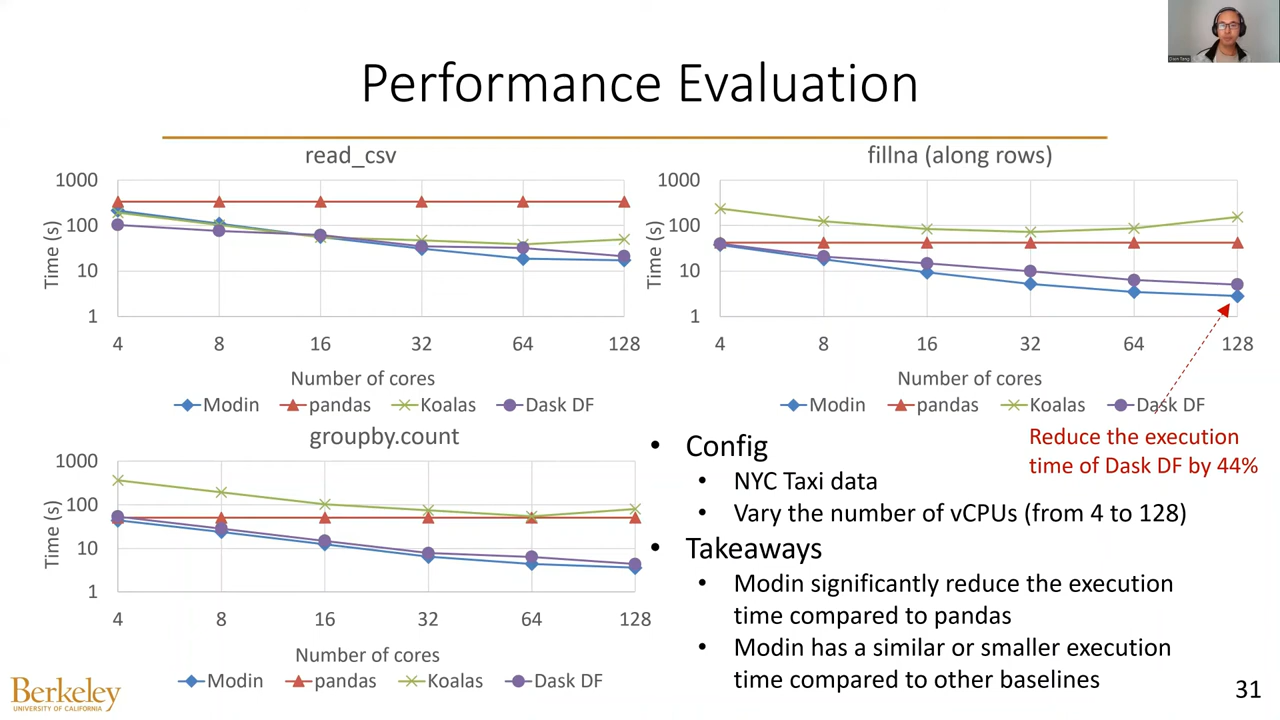 Performance Evaluation
read_csv
1000
100
10
1
Time (s)
4 8 16 32 64 128
Number of cores
Modin pandas Koalas Dask DF
fillna (along rows)
1000
100
10
1
Time (s)
4 8 16 32 64 128
Number of cores
Modin pandas Koalas Dask DF
Reduce the execution
time of Dask DF by 44%
groupby.count
1000
100
10
1
Time (s)
4 8 16 32 64 128
Number of cores
Modin pandas Koalas Dask DF
• Config
• NYC Taxi data
• Vary the number of vCPUs (from 4 to 128)
• Takeaways
• Modin significantly reduce the execution
time compared to pandas
• Modin has a similar or smaller execution
time compared to other baselines
Berkeley
UNIVERSITY OF CALIFORNIA
31